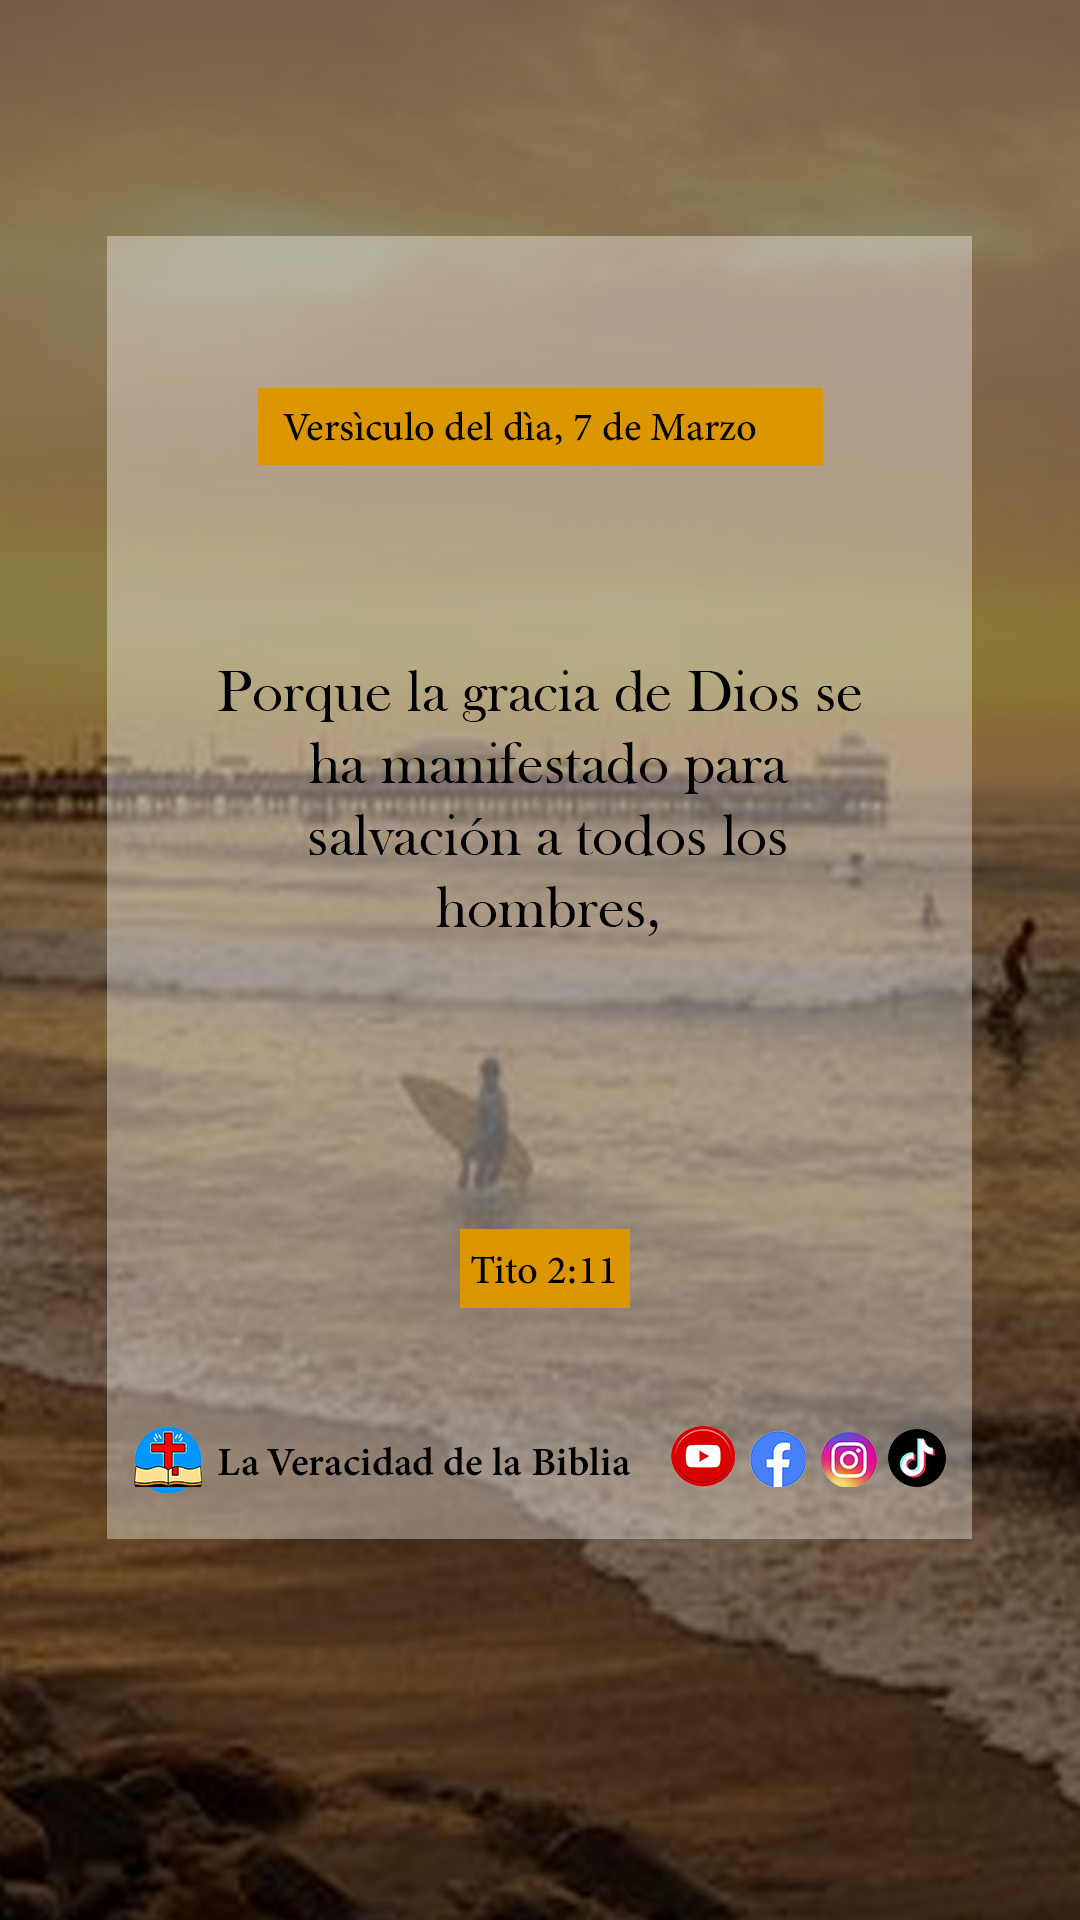 Versìculo del dìa, 7 de Marzo
Porque la gracia de Dios se
ha manifestado para
salvación a todos los
hombres,
Tito 2:11
La Veracidad de la Biblia